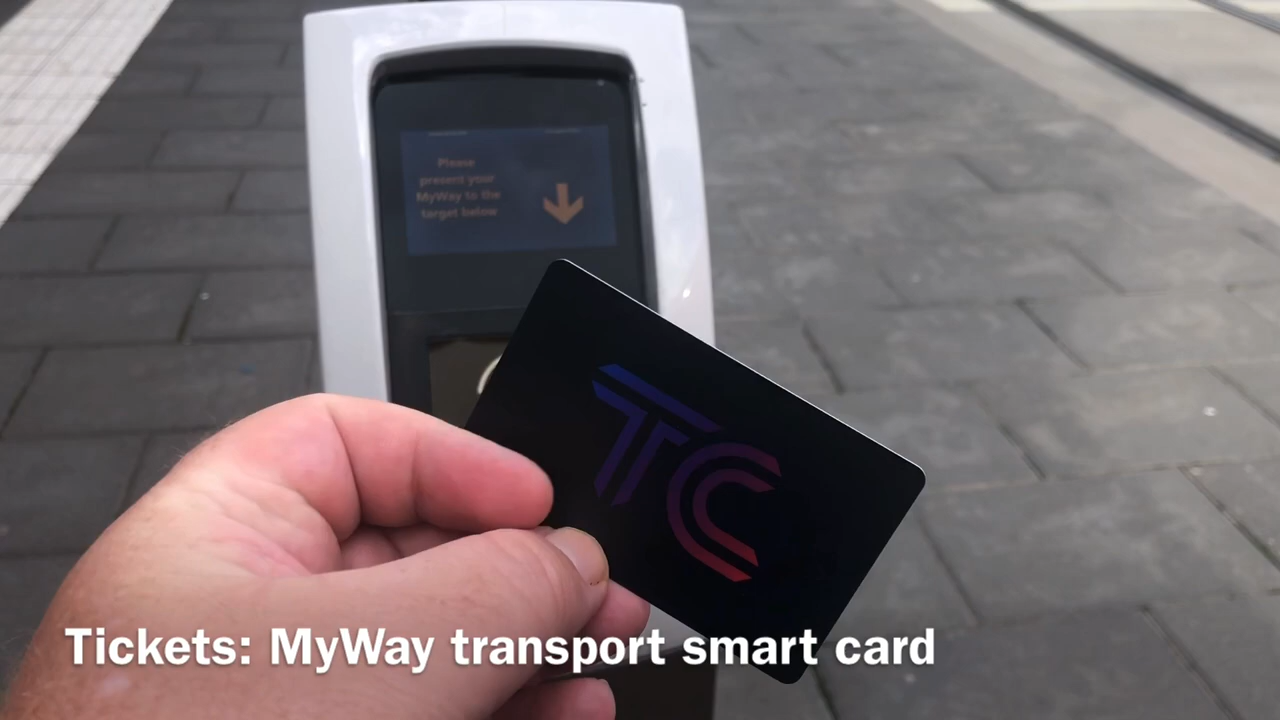 Please
present your
MyWay to the
target below
TC
Tickets: MyWay transport smart card